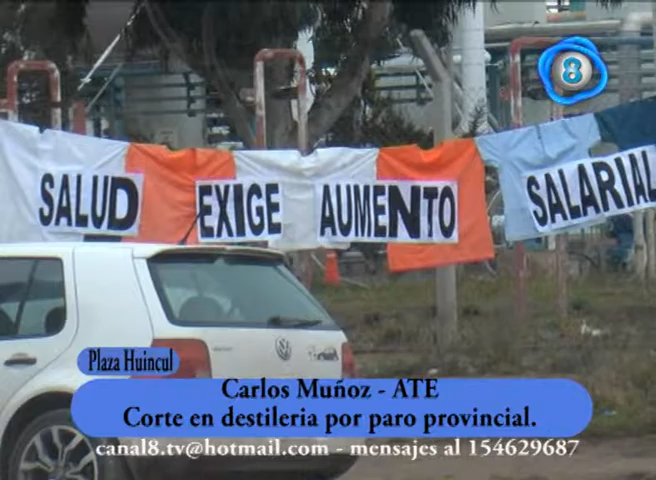 8
SALUD EXIGE AUMENTO SALARIAL
Plaza Huincul
Carlos Muñoz - ATE
Corte en destileria por paro provincial.
canal8.tv@hotmail.com - mensajes al 154629687